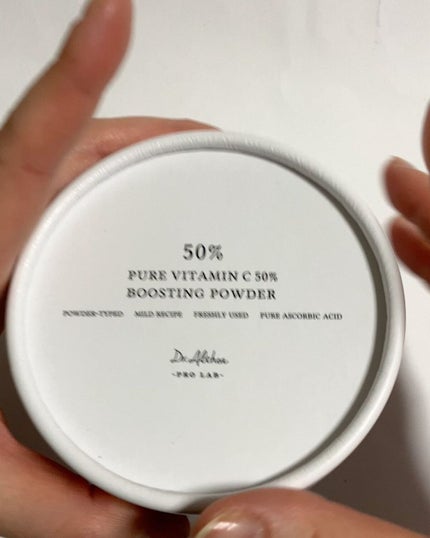 50%
PURE VITAMIN C 50%
BOOSTING POWDER
POWDER-TYPED MILD RECIPE FRESHLY USED PURE ASCORBIC ACID
Dr.Althea
-PRO LAB-